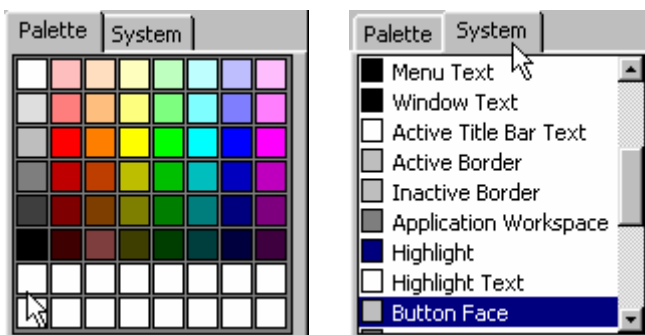 Palette System
Palette System
Menu Text
Window Text
Active Title Bar Text
Active Border
Inactive Border
Application Workspace
Highlight
Highlight Text
Button Face